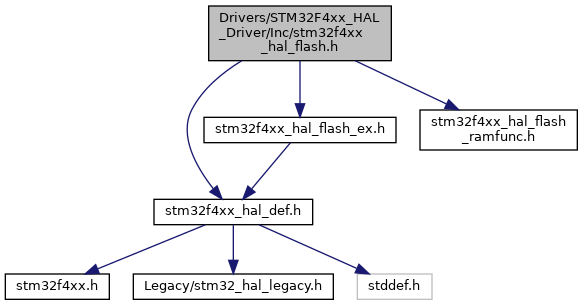 Drivers/STM32F4xx_HAL
_Driver/Inc/stm32f4xx
_hal_flash.h
stm32f4xx_hal_flash_ex.h
stm32f4xx_hal_flash
_ramfunc.h
stm32f4xx_hal_def.h
stm32f4xx.h
Legacy/stm32_hal_legacy.h
stddef.h